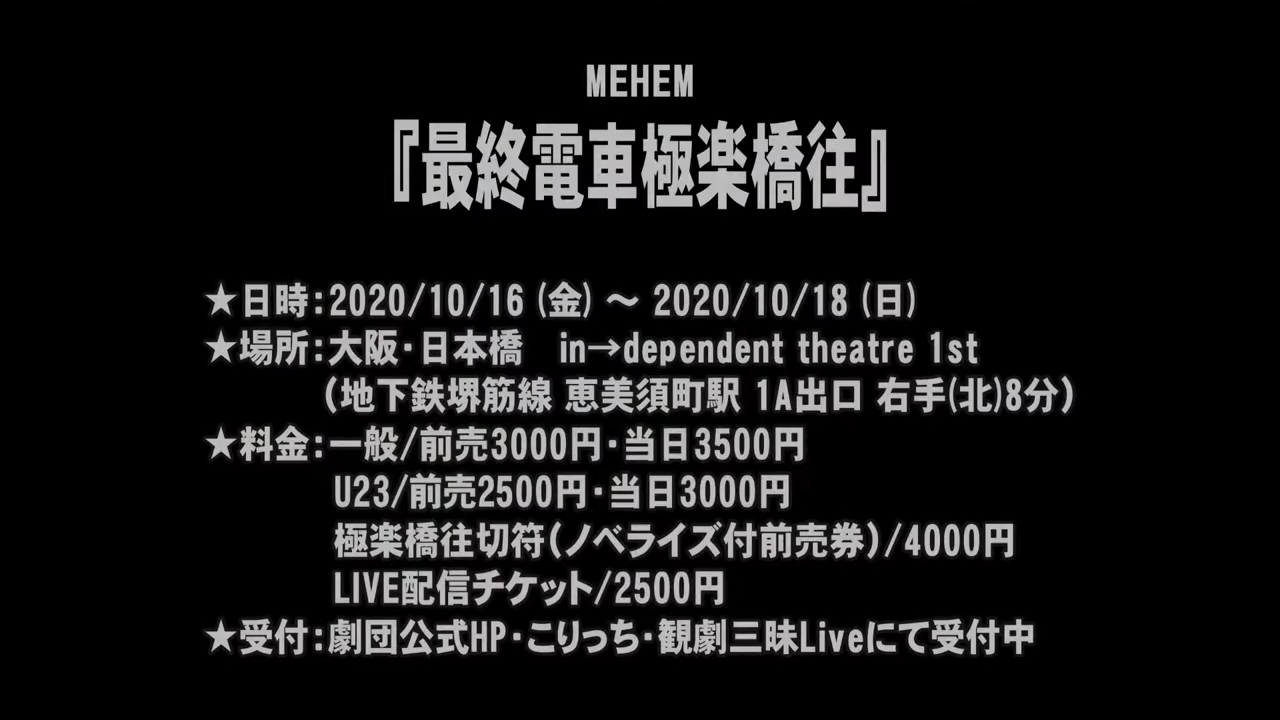 MEHEM
『最終電車極楽橋往』
★日時：2020/10/16（金）～ 2020/10/18（日）
★場所：大阪・日本橋　in→dependent theatre 1st
（地下鉄堺筋線 恵美須町駅 1A出口 右手(北)8分）
★料金：一般/前売3000円・当日3500円
U23/前売2500円・当日3000円
極楽橋往切符（ノベライズ付前売券）/4000円
LIVE配信チケット/2500円
★受付：劇団公式HP・こりっち・観劇三昧Liveにて受付中